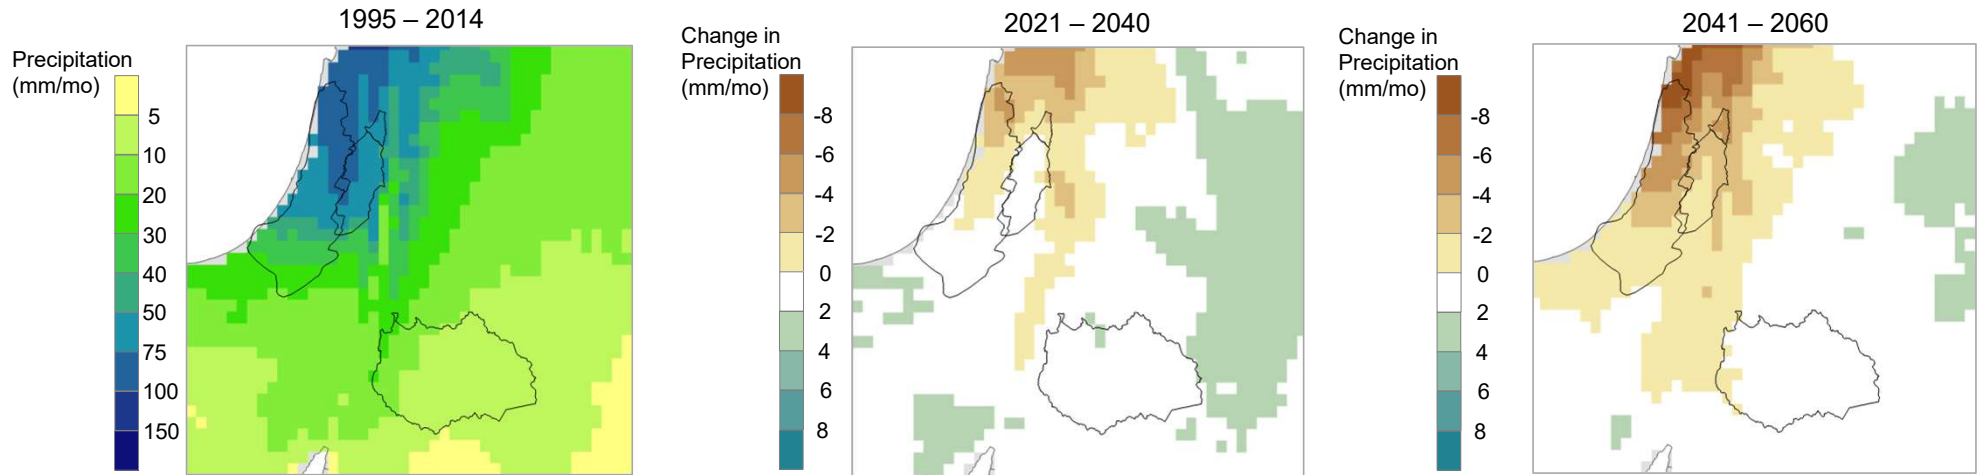 1995 – 2014
Precipitation
(mm/mo)
5
10
20
30
40
50
75
100
150
2021 – 2040
Change in
Precipitation
(mm/mo)
-8
-6
-4
-2
0
2
4
6
8
2041 – 2060
Change in
Precipitation
(mm/mo)
-8
-6
-4
-2
0
2
4
6
8